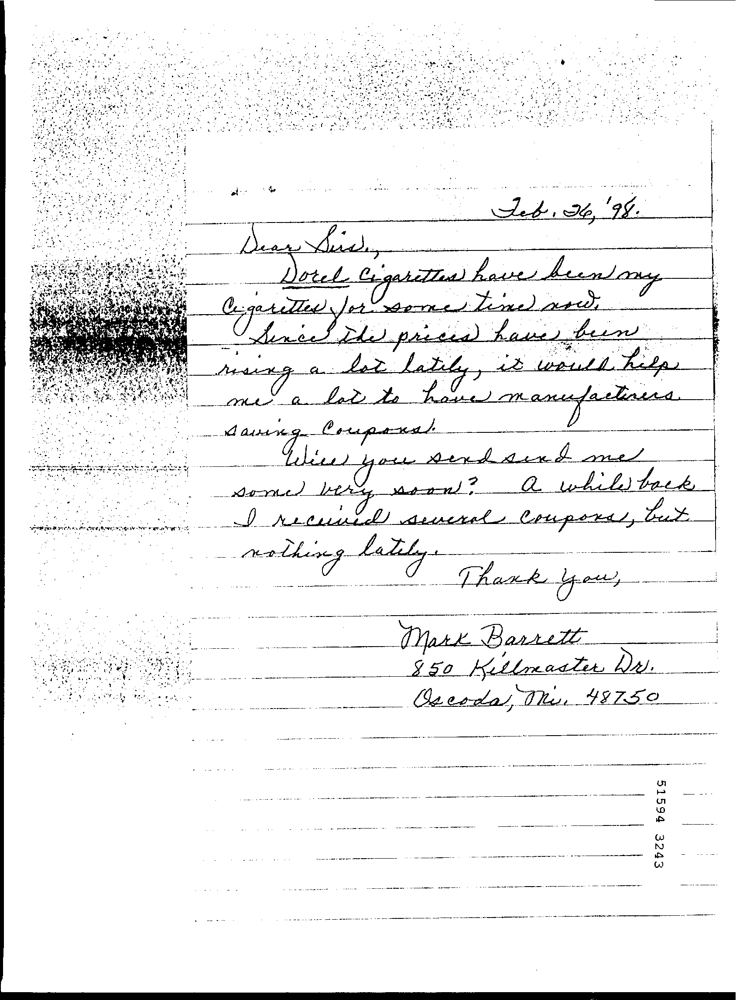 Feb. 26, '98.
Dear Sirs.,
Dorel Cigarettes have been my
Cigarettes for some time now.
Since the prices have been
rising a lot lately, it would help
me a lot to have manufacturers
saving Coupons.
Will you send send me
some very soon? A while back
I received several coupons, but
nothing lately.
Thank You,
Mark Barrett
850 Killmaster Dr.
Oscoda, Mi. 48750
51594 3243